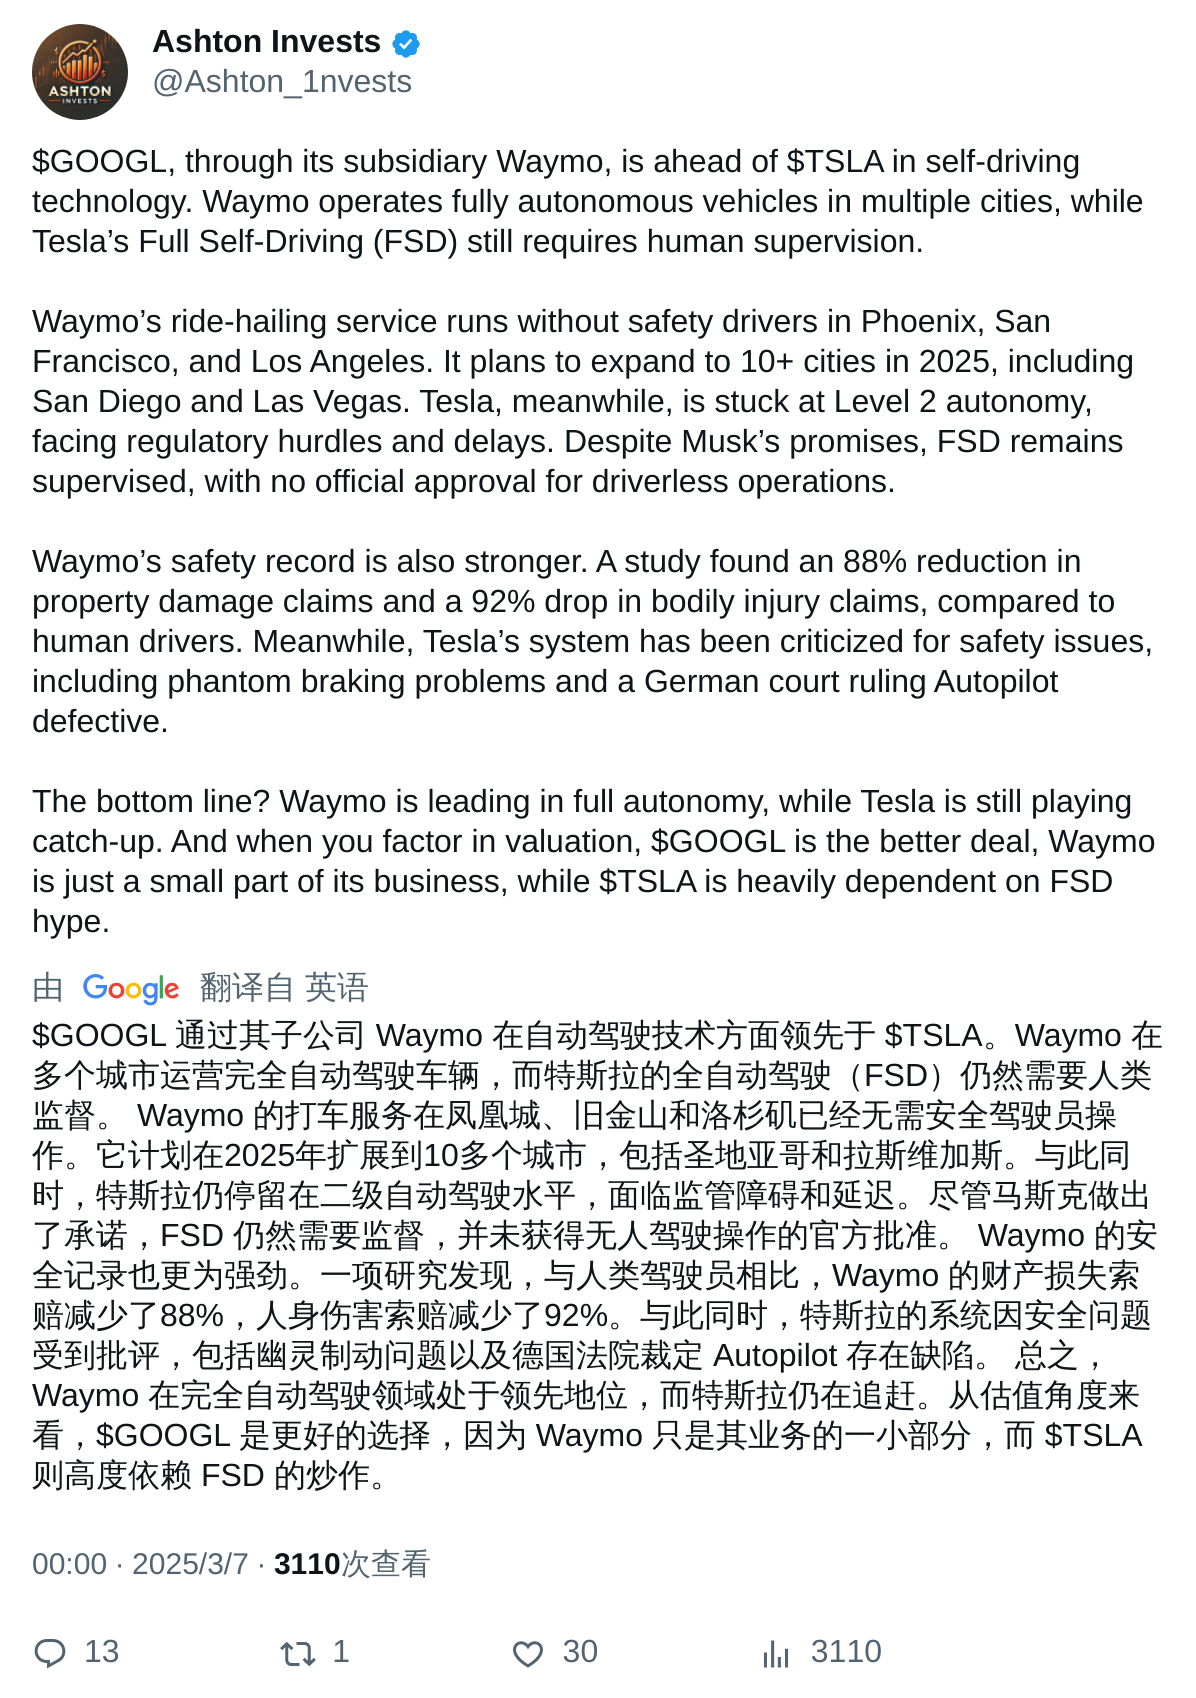 Ashton Invests
@Ashton_1nvests
ASHTON
INVESTS
$GOOGL, through its subsidiary Waymo, is ahead of $TSLA in self-driving
technology. Waymo operates fully autonomous vehicles in multiple cities, while
Tesla’s Full Self-Driving (FSD) still requires human supervision.
Waymo’s ride-hailing service runs without safety drivers in Phoenix, San
Francisco, and Los Angeles. It plans to expand to 10+ cities in 2025, including
San Diego and Las Vegas. Tesla, meanwhile, is stuck at Level 2 autonomy,
facing regulatory hurdles and delays. Despite Musk’s promises, FSD remains
supervised, with no official approval for driverless operations.
Waymo’s safety record is also stronger. A study found an 88% reduction in
property damage claims and a 92% drop in bodily injury claims, compared to
human drivers. Meanwhile, Tesla’s system has been criticized for safety issues,
including phantom braking problems and a German court ruling Autopilot
defective.
The bottom line? Waymo is leading in full autonomy, while Tesla is still playing
catch-up. And when you factor in valuation, $GOOGL is the better deal, Waymo
is just a small part of its business, while $TSLA is heavily dependent on FSD
hype.
由 Google 翻译自 英语
$GOOGL 通过其子公司 Waymo 在自动驾驶技术方面领先于 $TSLA。Waymo 在
多个城市运营完全自动驾驶车辆，而特斯拉的全自动驾驶（FSD）仍然需要人类
监督。 Waymo 的打车服务在凤凰城、旧金山和洛杉矶已经无需安全驾驶员操
作。它计划在2025年扩展到10多个城市，包括圣地亚哥和拉斯维加斯。与此同
时，特斯拉仍停留在二级自动驾驶水平，面临监管障碍和延迟。尽管马斯克做出
了承诺，FSD 仍然需要监督，并未获得无人驾驶操作的官方批准。 Waymo 的安
全记录也更为强劲。一项研究发现，与人类驾驶员相比，Waymo 的财产损失索
赔减少了88%，人身伤害索赔减少了92%。与此同时，特斯拉的系统因安全问题
受到批评，包括幽灵制动问题以及德国法院裁定 Autopilot 存在缺陷。 总之，
Waymo 在完全自动驾驶领域处于领先地位，而特斯拉仍在追赶。从估值角度来
看，$GOOGL 是更好的选择，因为 Waymo 只是其业务的一小部分，而 $TSLA
则高度依赖 FSD 的炒作。
00:00 · 2025/3/7 · 3110次查看
13 1 30 3110